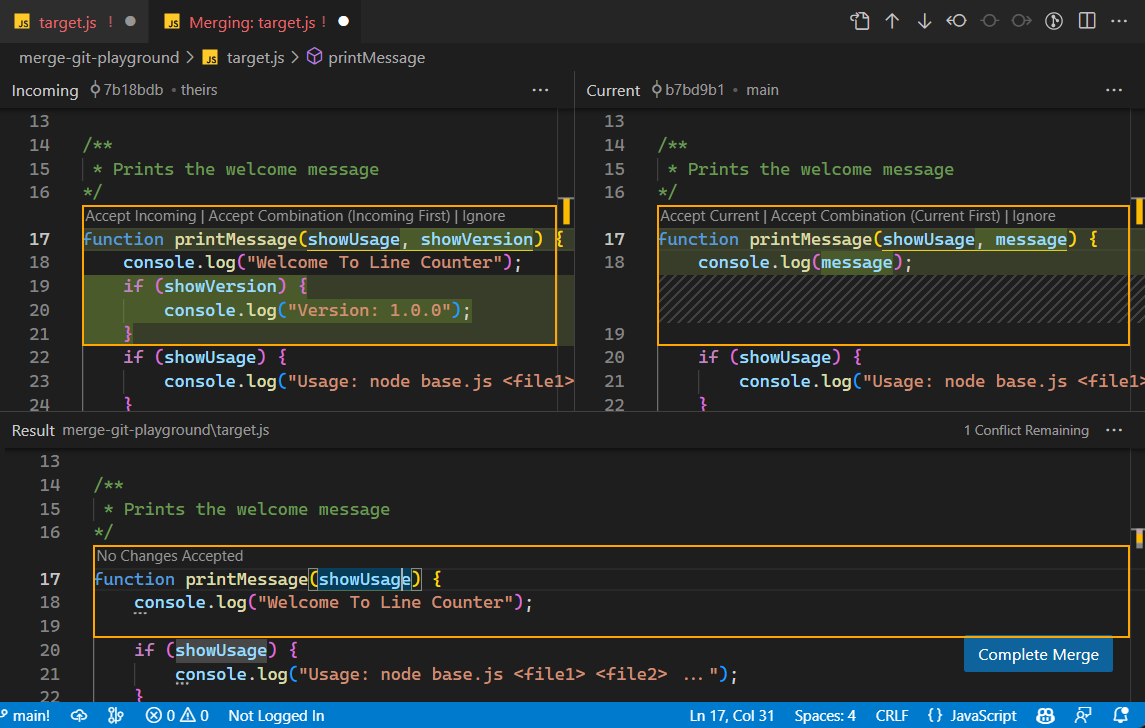 JS target.js ! ●
JS Merging: target.js ! ●
merge-git-playground > JS target.js > printMessage
Incoming 7b18bdb • theirs ...
13
14 /**
15 * Prints the welcome message
16 */
Accept Incoming | Accept Combination (Incoming First) | Ignore
17 function printMessage(showUsage, showVersion) {
18 console.log("Welcome To Line Counter");
19 if (showVersion) {
20 console.log("Version: 1.0.0");
21 }
22 if (showUsage) {
23 console.log("Usage: node base.js <file1>
24 }
Current b7bd9b1 • main ...
13
14 /**
15 * Prints the welcome message
16 */
Accept Current | Accept Combination (Current First) | Ignore
17 function printMessage(showUsage, message) {
18 console.log(message);
19
20 if (showUsage) {
21 console.log("Usage: node base.js <file1>
22 }
Result merge-git-playground\target.js 1 Conflict Remaining ...
13
14 /**
15 * Prints the welcome message
16 */
No Changes Accepted
17 function printMessage(showUsage) {
18 console.log("Welcome To Line Counter");
19
20 if (showUsage) {
21 console.log("Usage: node base.js <file1> <file2> ...");
22 }
Complete Merge
main! 0 0 Not Logged In Ln 17, Col 31 Spaces: 4 CRLF {} JavaScript